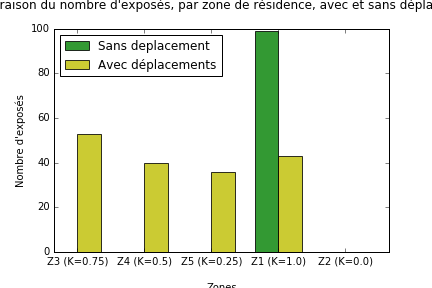 du nombre d'exposés, par zone de résidence, avec et sans
100
80
60
40
20
0
Nombre d'exposés
Sans deplacement
Avec déplacements
Z3 (K=0.75) Z4 (K=0.5) Z5 (K=0.25) Z1 (K=1.0) Z2 (K=0.0)
Zones